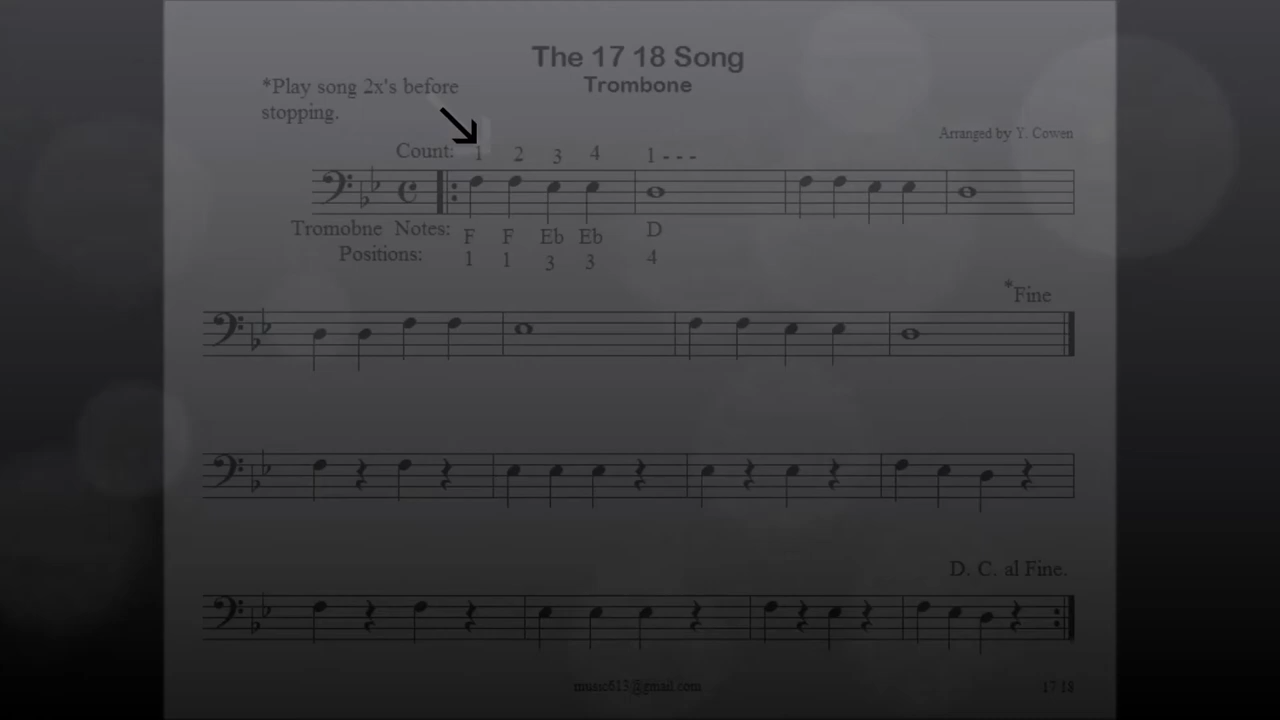 The 17 18 Song
Trombone
*Play song 2x's before
stopping.
Arranged by Y. Cowen
Count: 1 2 3 4 1 - - -
Tromobne Notes: F F Eb Eb D
Positions: 1 1 3 3 4
*Fine
D. C. al Fine.
17 18